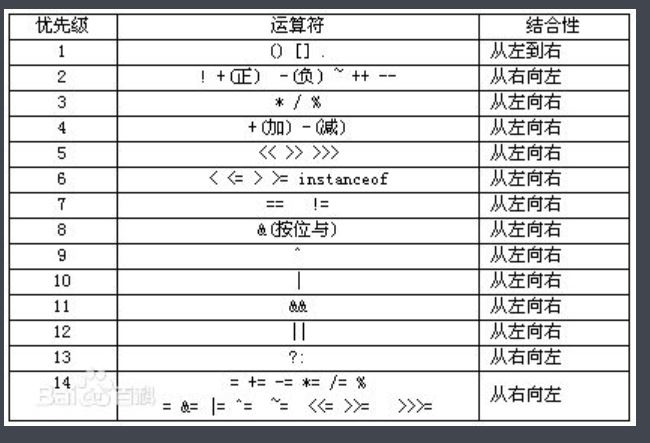 优先级 运算符 结合性
1 () [] . 从左到右
2 ! +(正) -(负) ~ ++ -- 从右向左
3 * / % 从左向右
4 +(加) -(减) 从左向右
5 << >> >>> 从左向右
6 < <= > >= instanceof 从左向右
7 == != 从左向右
8 &(按位与) 从左向右
9 ^ 从左向右
10 | 从左向右
11 && 从左向右
12 || 从左向右
13 ?: 从右向左
14 = += -= *= /= % 从右向左
= &= |= ^= ~= <<= >>= >>>=
Bai百科